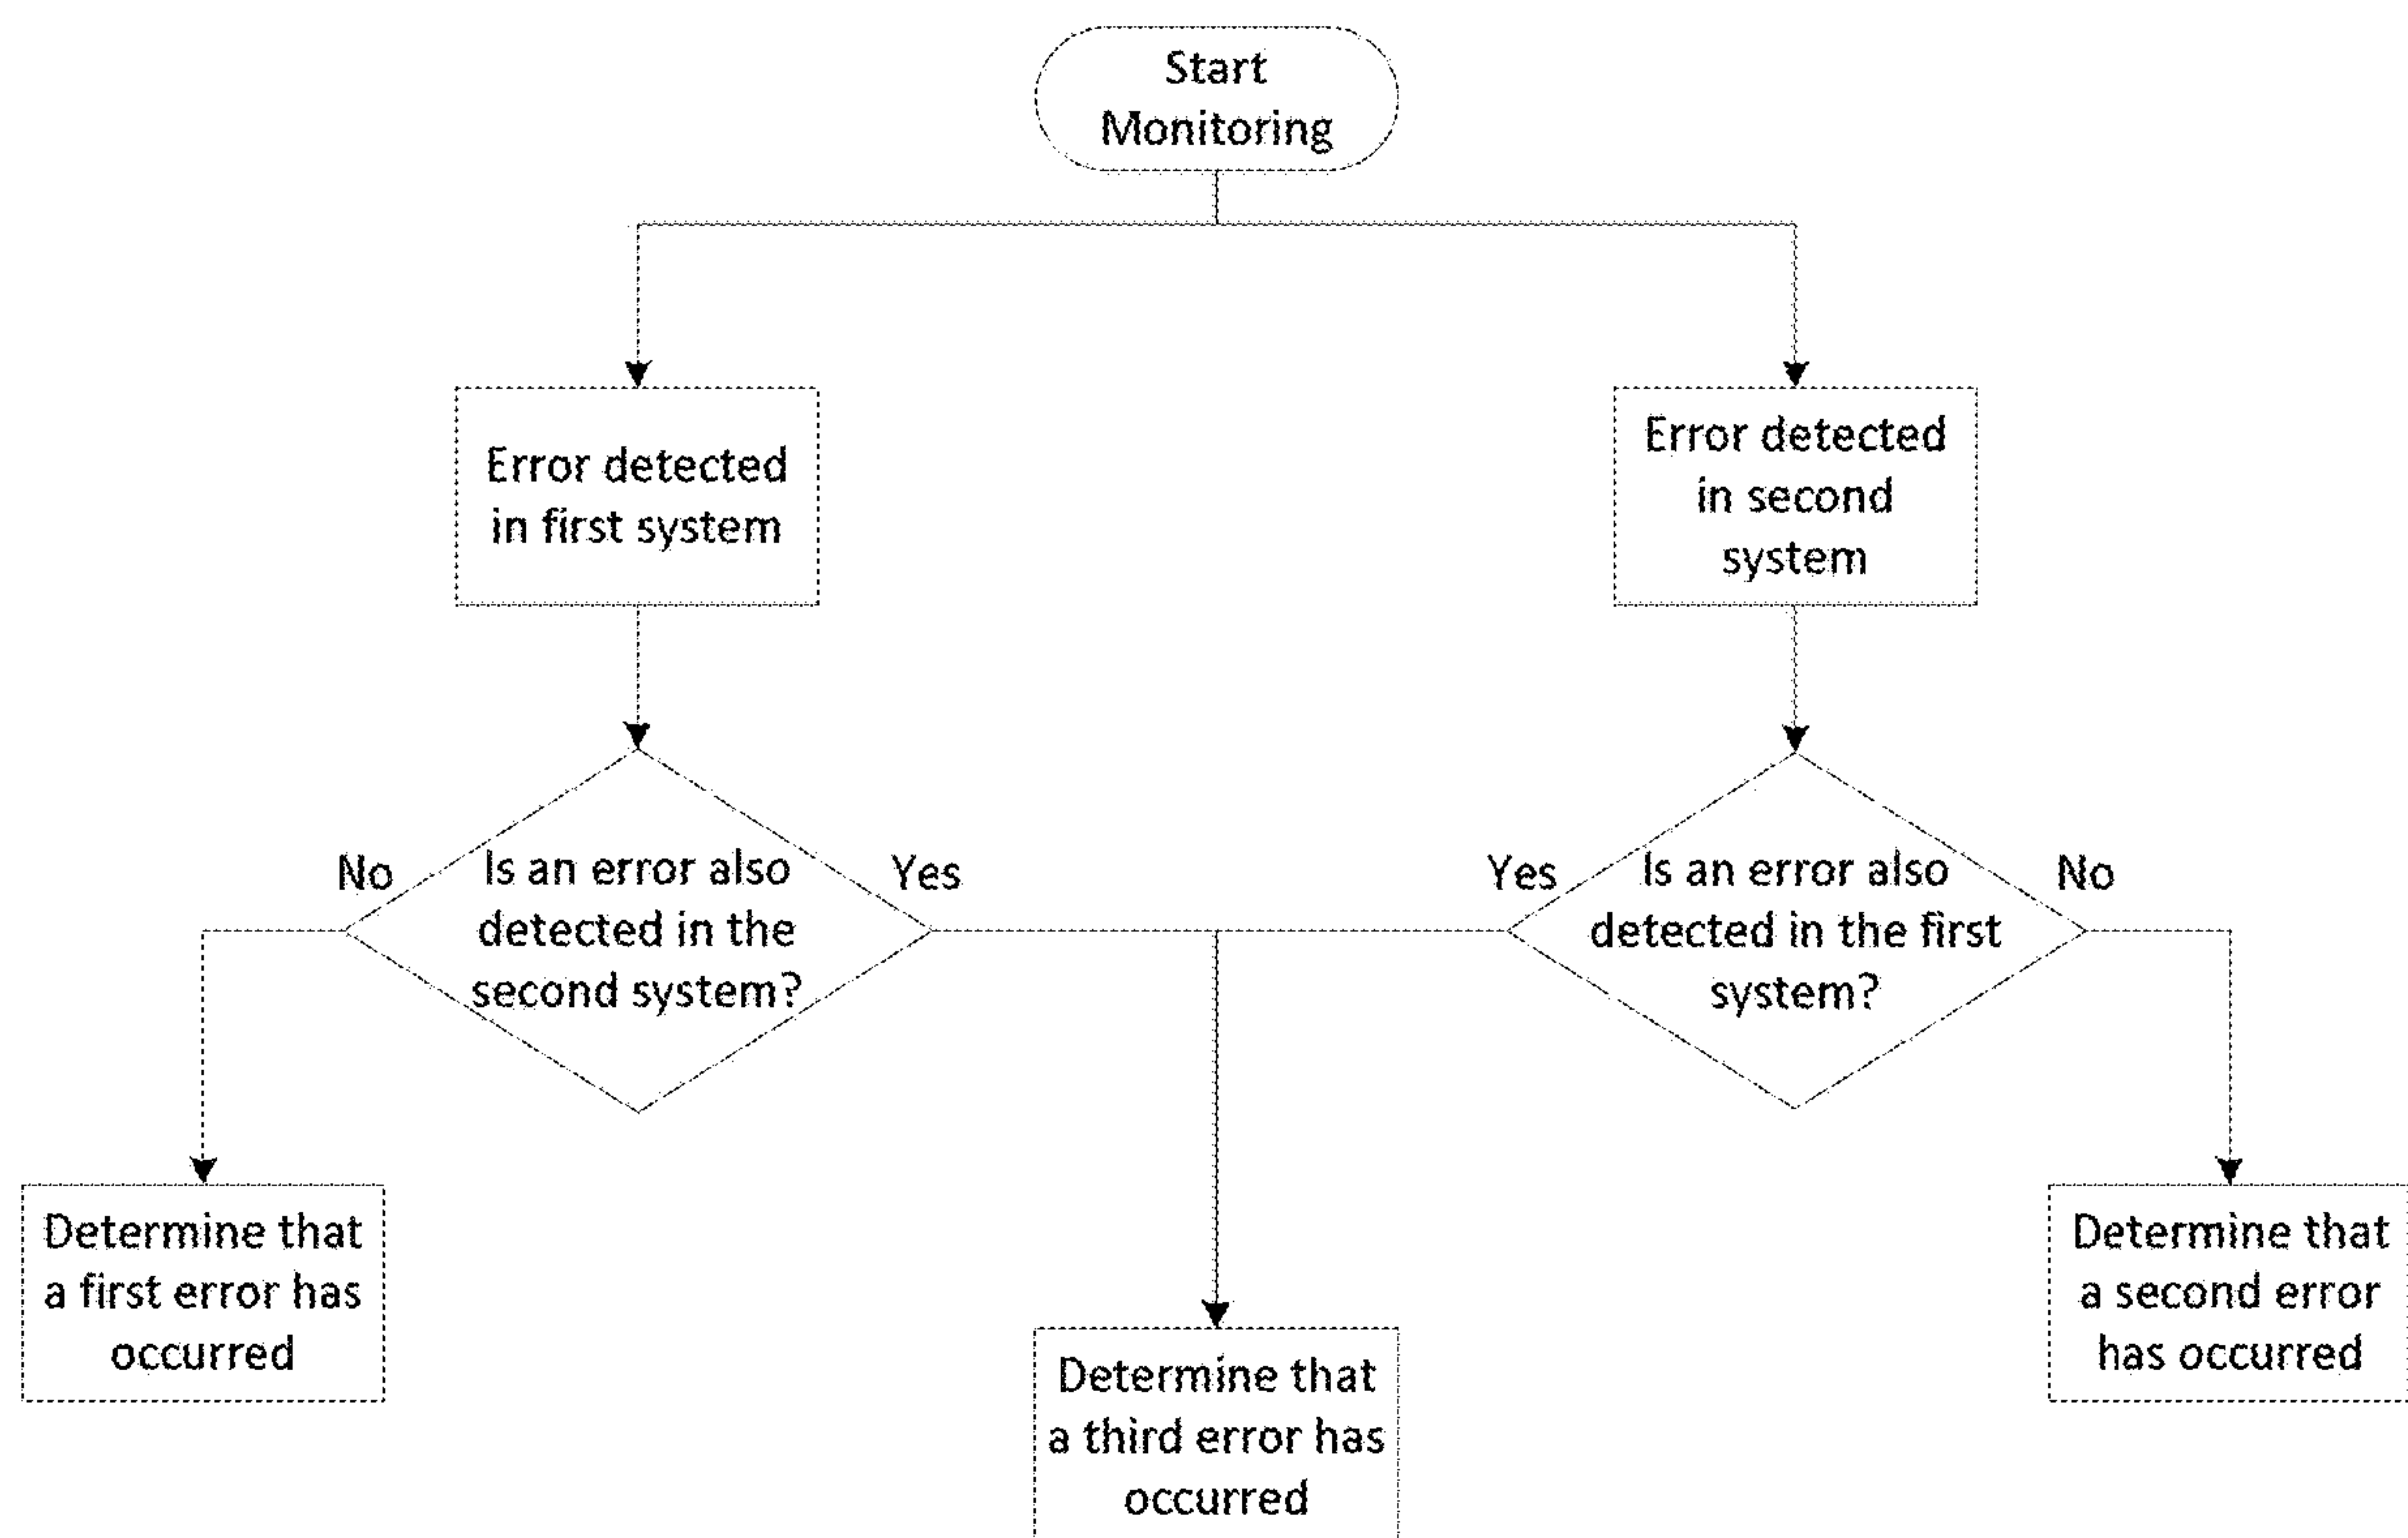 Start
Monitoring
Error detected
in first system
Error detected
in second
system
No
Is an error also
detected in the
second system?
Yes
Yes
Is an error also
detected in the first
system?
No
Determine that
a first error has
occurred
Determine that
a third error has
occurred
Determine that
a second error
has occurred